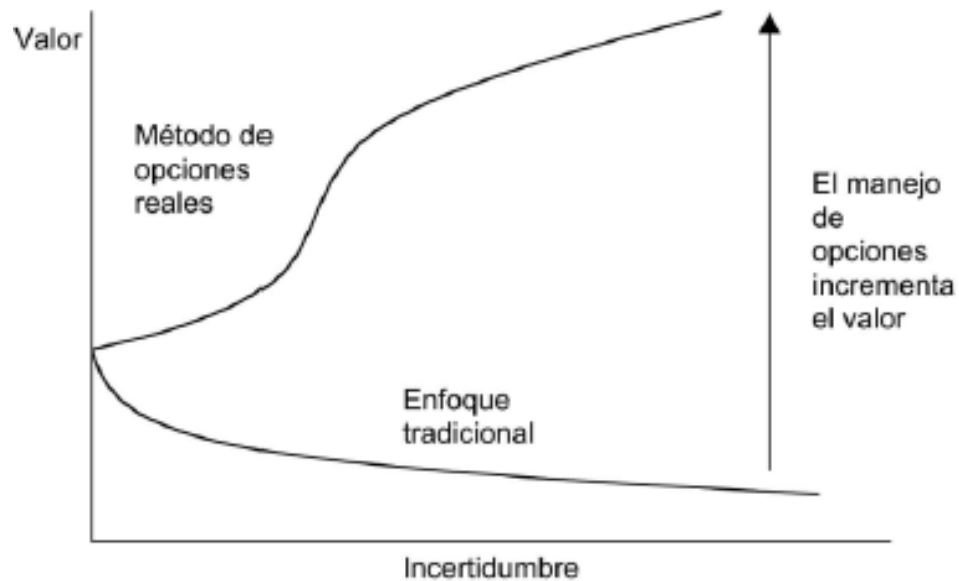 Valor
Método de
opciones
reales
El manejo
de
opciones
incrementa
el valor
Enfoque
tradicional
Incertidumbre